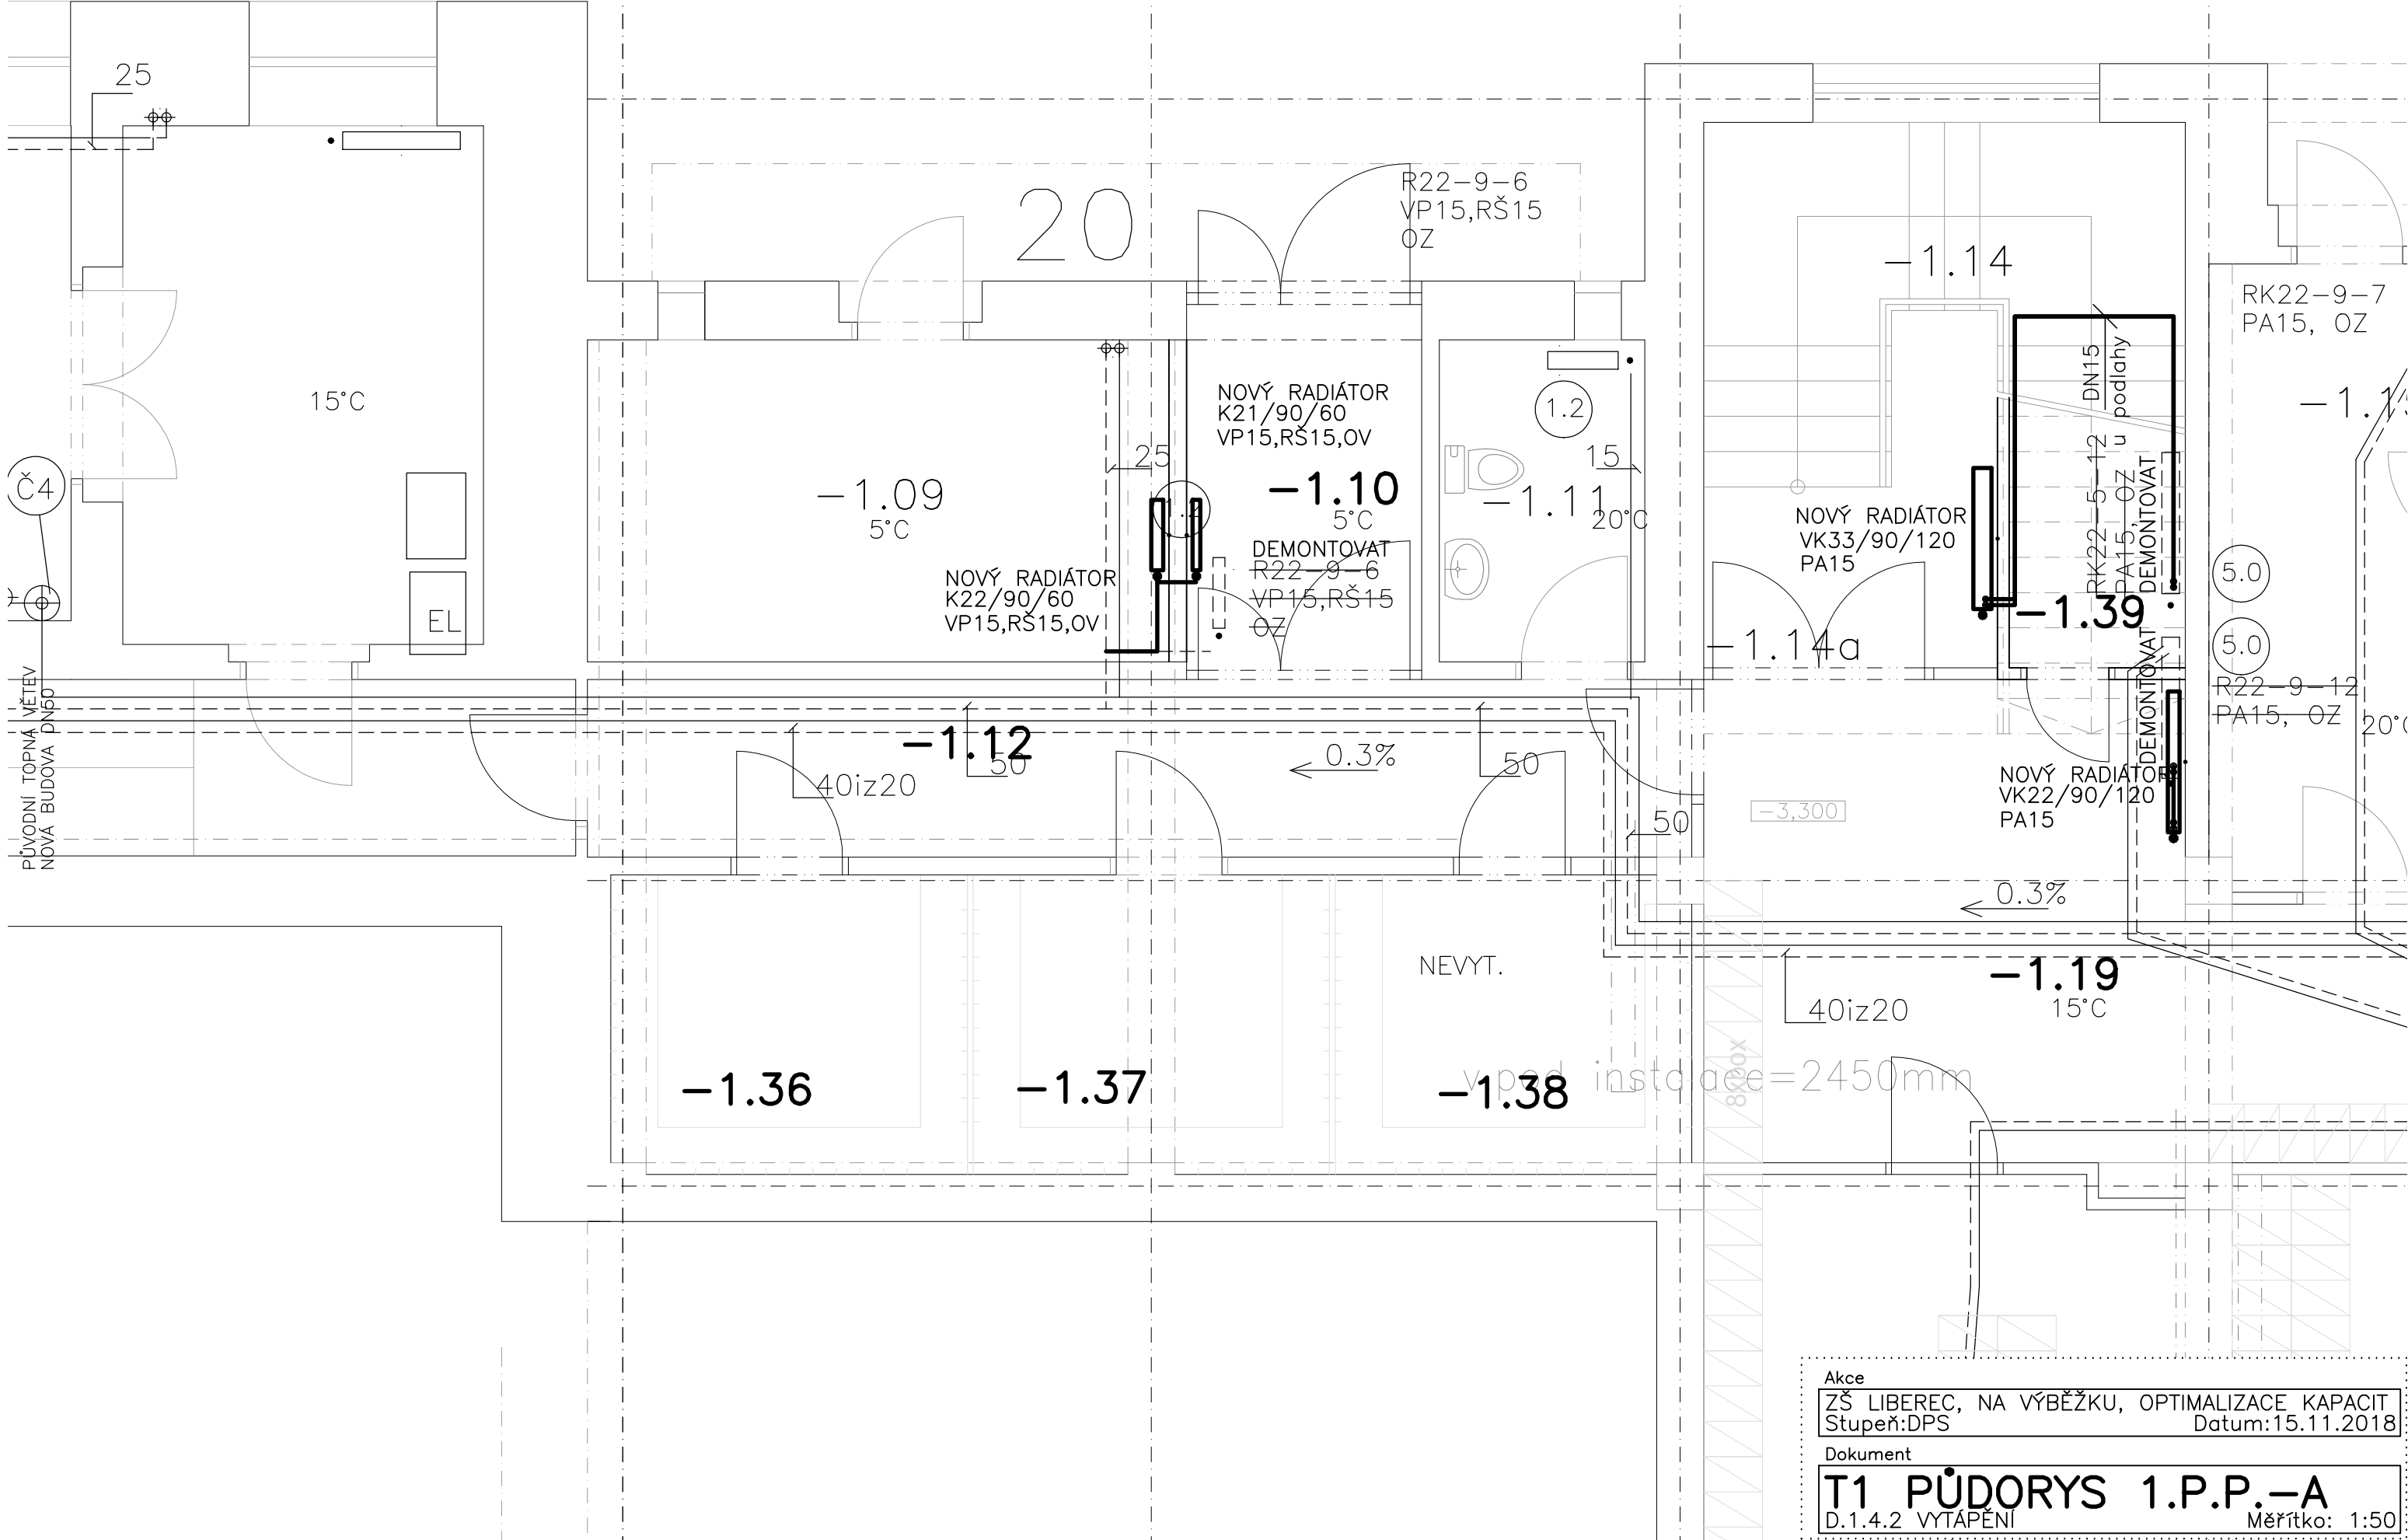 25
15°C
Č4
EL
PŮVODNÍ TOPNÁ VĚTEV
NOVÁ BUDOVA DN50
20
R22-9-6
VP15,RŠ15
OZ
-1.09
5°C
25
NOVÝ RADIÁTOR
K22/90/60
VP15,RŠ15,OV
NOVÝ RADIÁTOR
K21/90/60
VP15,RŠ15,OV
-1.10
5°C
DEMONTOVAT
R22-9-6
VP15,RŠ15
OZ
1.2
15
-1.11
20°C
-1.14
DN15
u podlahy
RK22-5-12
PA15, OZ
DEMONTOVAT
NOVÝ RADIÁTOR
VK33/90/120
PA15
-1.39
-1.14a
RK22-9-7
PA15, OZ
5.0
5.0
R22-9-12
PA15, OZ
DEMONTOVAT
NOVÝ RADIÁTOR
VK22/90/120
PA15
-1.12
50
40iz20
0.3%
50
50
-3,300
0.3%
-1.19
15°C
40iz20
NEVYT.
-1.36
-1.37
-1.38
instalace=2450mm
Akce
ZŠ LIBEREC, NA VÝBĚŽKU, OPTIMALIZACE KAPACIT
Stupeň:DPS Datum:15.11.2018
Dokument
T1 PŮDORYS 1.P.P.-A
D.1.4.2 VYTÁPĚNÍ Měřítko: 1:50